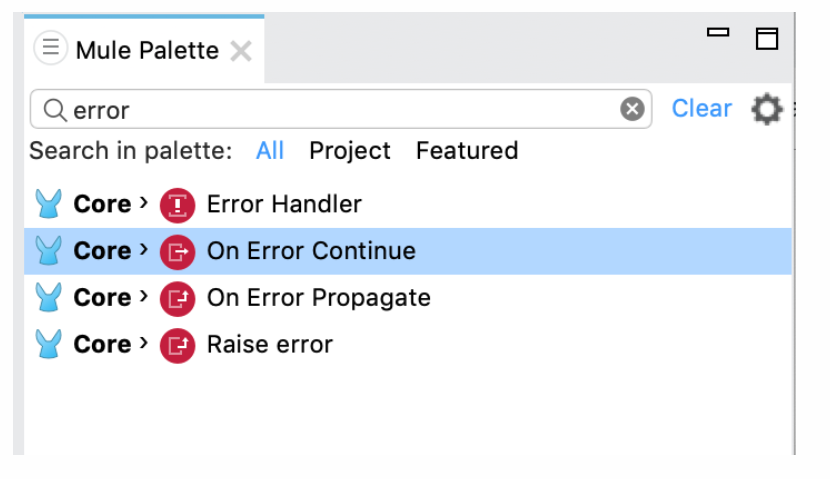 Mule Palette
error Clear
Search in palette: All Project Featured
Core › Error Handler
Core › On Error Continue
Core › On Error Propagate
Core › Raise error